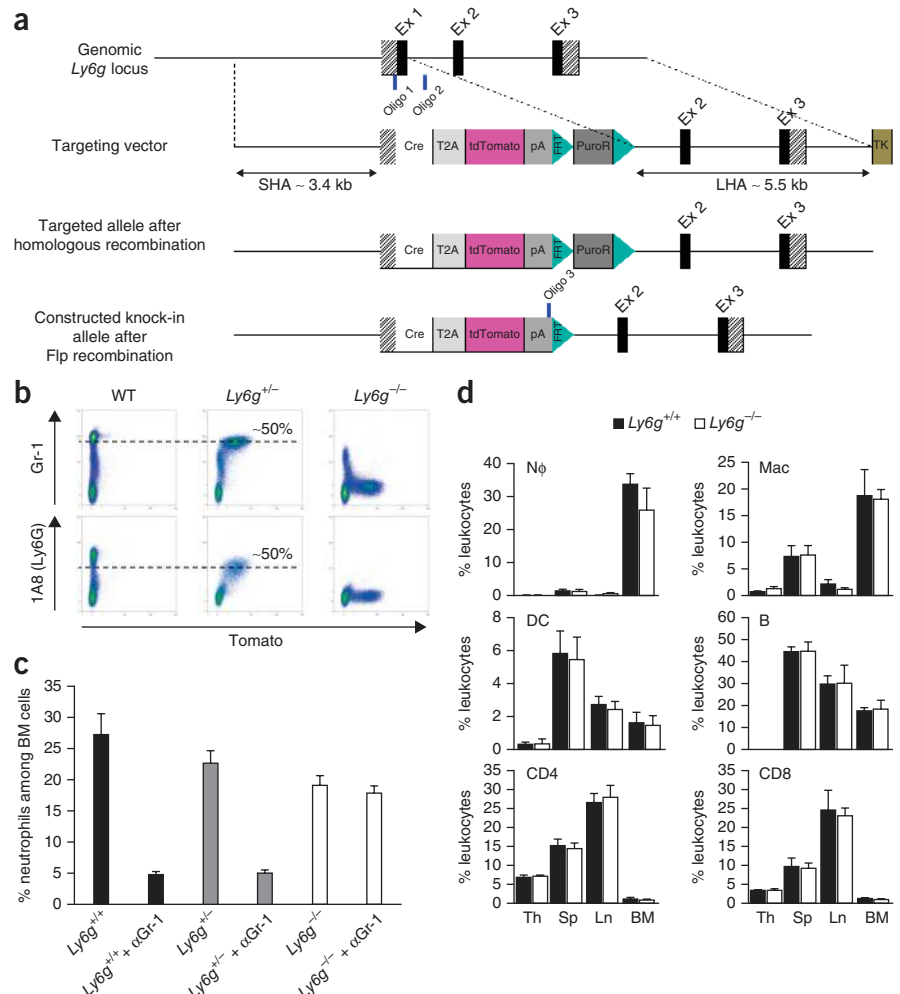 a
Genomic
Ly6g locus
Ex 1
Ex 2
Ex 3
Oligo 1
Oligo 2
Targeting vector
Cre
T2A
tdTomato
pA
FRT
PuroR
Ex 2
Ex 3
TK
SHA ~ 3.4 kb
LHA ~ 5.5 kb
Targeted allele after
homologous recombination
Cre
T2A
tdTomato
pA
FRT
PuroR
Ex 2
Ex 3
Constructed knock-in
allele after
Flp recombination
Oligo 3
Cre
T2A
tdTomato
pA
FRT
Ex 2
Ex 3
b
WT
Ly6g+/–
Ly6g–/–
Gr-1
~50%
1A8 (Ly6G)
~50%
Tomato
c
% neutrophils among BM cells
35
30
25
20
15
10
5
0
Ly6g+/+
Ly6g+/+ + αGr-1
Ly6g+/–
Ly6g+/– + αGr-1
Ly6g–/–
Ly6g–/– + αGr-1
d
Ly6g+/+ Ly6g–/–
Nϕ
% leukocytes
40
30
20
10
0
Mac
% leukocytes
25
20
15
10
5
0
DC
% leukocytes
8
6
4
2
0
B
% leukocytes
60
50
40
30
20
10
0
CD4
% leukocytes
35
30
25
20
15
10
5
0
Th Sp Ln BM
CD8
% leukocytes
35
30
25
20
15
10
5
0
Th Sp Ln BM